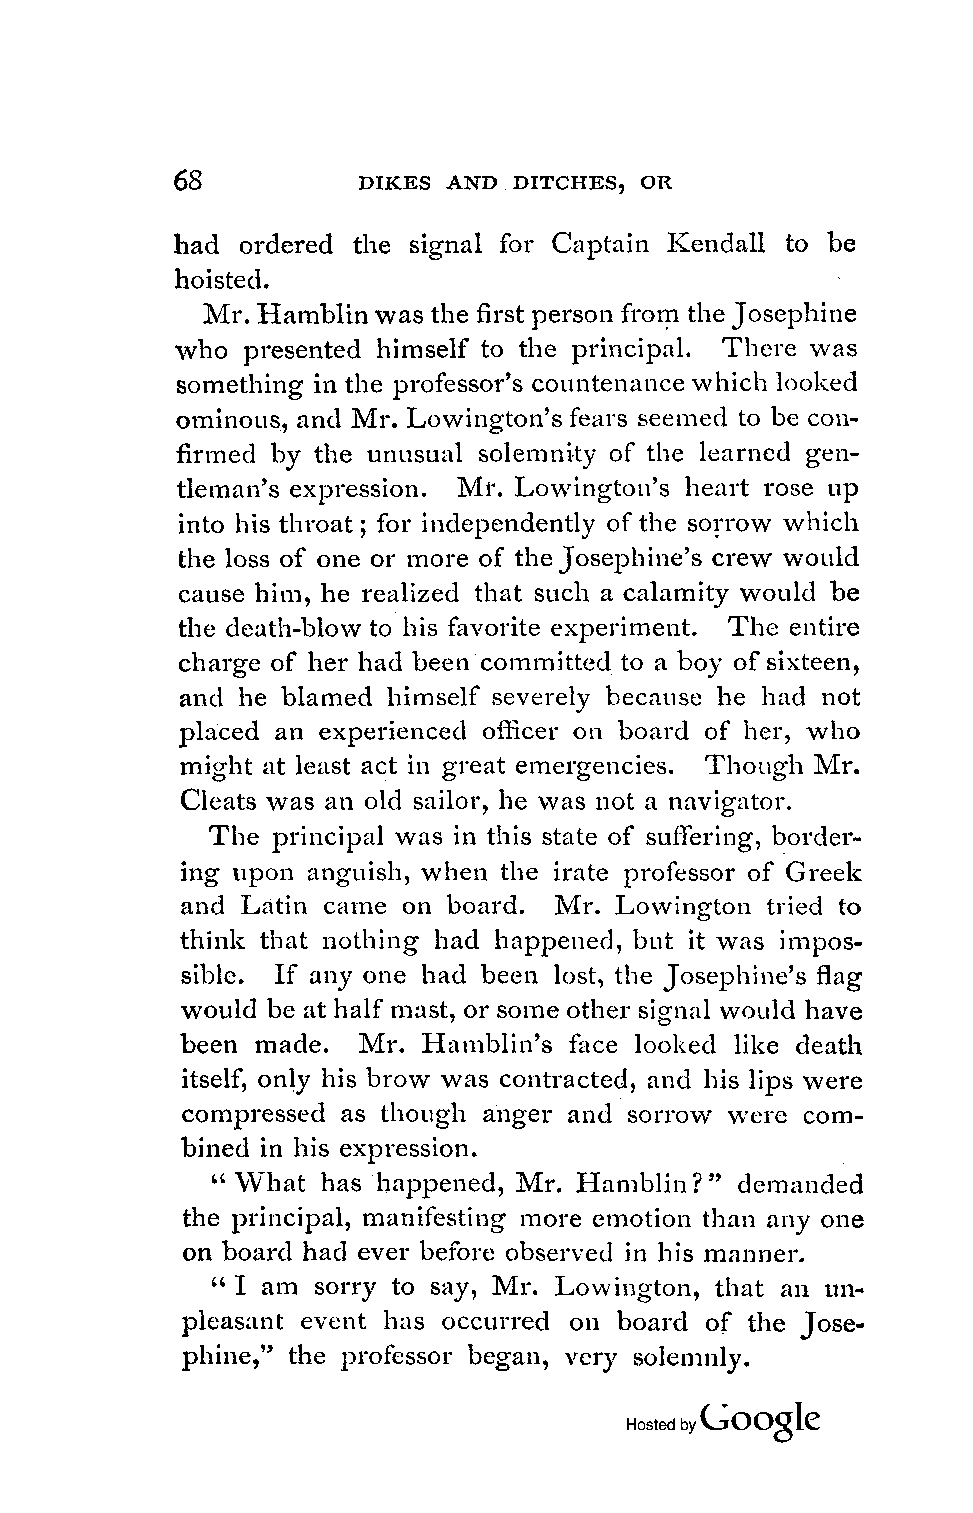 68 DIKES AND DITCHES, OR
had ordered the signal for Captain Kendall to be
hoisted.
Mr. Hamblin was the first person from the Josephine
who presented himself to the principal. There was
something in the professor's countenance which looked
ominous, and Mr. Lowington's fears seemed to be con-
firmed by the unusual solemnity of the learned gen-
tleman's expression. Mr. Lowington's heart rose up
into his throat; for independently of the sorrow which
the loss of one or more of the Josephine's crew would
cause him, he realized that such a calamity would be
the death-blow to his favorite experiment. The entire
charge of her had been committed to a boy of sixteen,
and he blamed himself severely because he had not
placed an experienced officer on board of her, who
might at least act in great emergencies. Though Mr.
Cleats was an old sailor, he was not a navigator.
The principal was in this state of suffering, border-
ing upon anguish, when the irate professor of Greek
and Latin came on board. Mr. Lowington tried to
think that nothing had happened, but it was impos-
sible. If any one had been lost, the Josephine's flag
would be at half mast, or some other signal would have
been made. Mr. Hamblin's face looked like death
itself, only his brow was contracted, and his lips were
compressed as though anger and sorrow were com-
bined in his expression.
"What has happened, Mr. Hamblin?" demanded
the principal, manifesting more emotion than any one
on board had ever before observed in his manner.
"I am sorry to say, Mr. Lowington, that an un-
pleasant event has occurred on board of the Jose-
phine," the professor began, very solemnly.
Hosted by Google